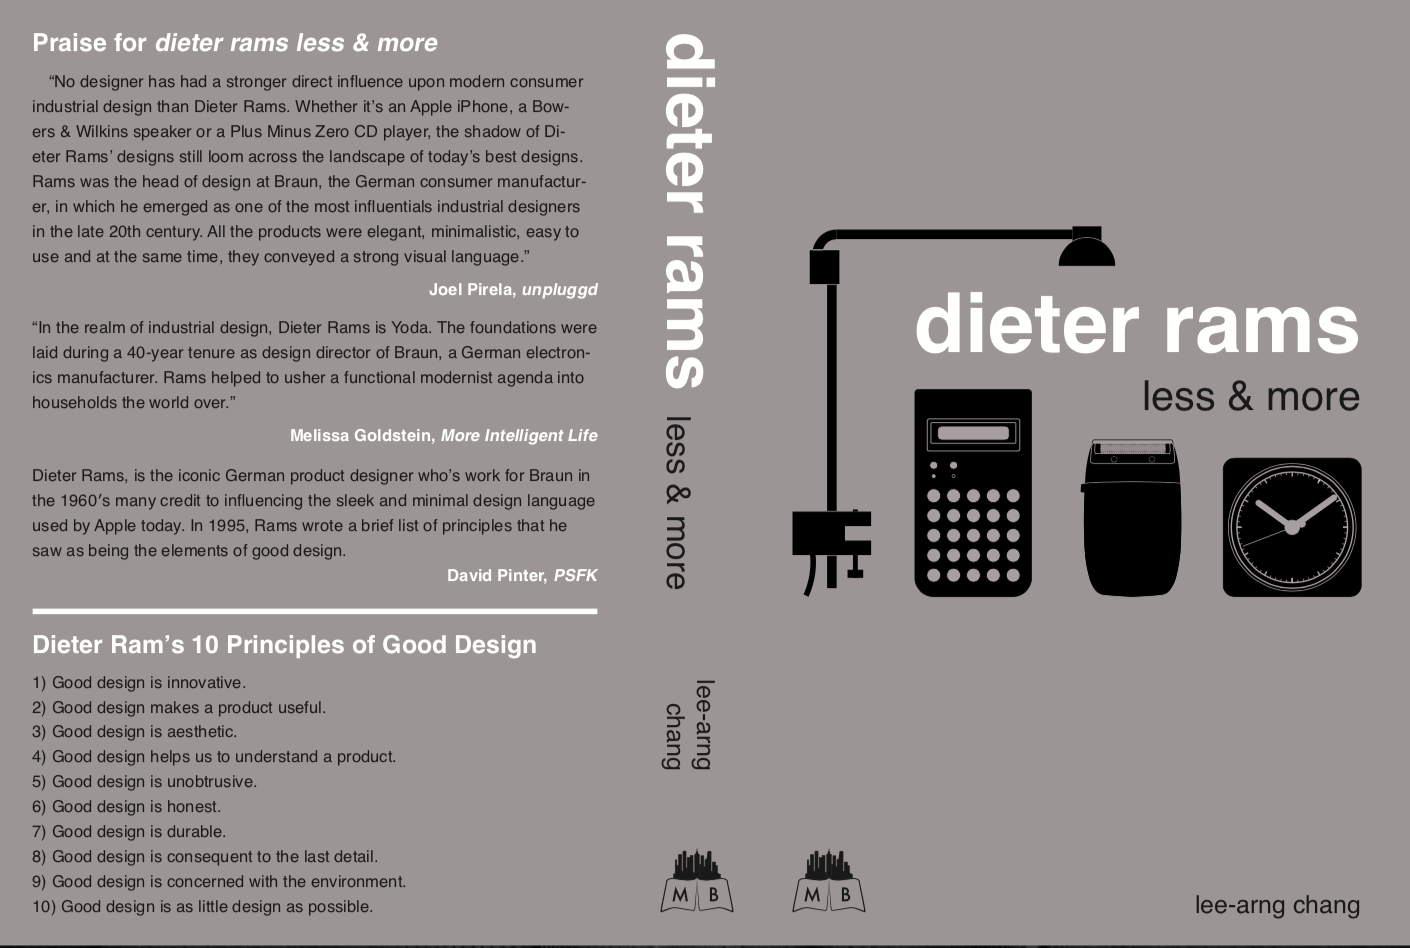 Praise for dieter rams less & more
“No designer has had a stronger direct influence upon modern consumer
industrial design than Dieter Rams. Whether it’s an Apple iPhone, a Bow-
ers & Wilkins speaker or a Plus Minus Zero CD player, the shadow of Di-
eter Rams’ designs still loom across the landscape of today’s best designs.
Rams was the head of design at Braun, the German consumer manufactur-
er, in which he emerged as one of the most influentials industrial designers
in the late 20th century. All the products were elegant, minimalistic, easy to
use and at the same time, they conveyed a strong visual language.”
Joel Pirela, unpluggd
“In the realm of industrial design, Dieter Rams is Yoda. The foundations were
laid during a 40-year tenure as design director of Braun, a German electron-
ics manufacturer. Rams helped to usher a functional modernist agenda into
households the world over.”
Melissa Goldstein, More Intelligent Life
Dieter Rams, is the iconic German product designer who’s work for Braun in
the 1960′s many credit to influencing the sleek and minimal design language
used by Apple today. In 1995, Rams wrote a brief list of principles that he
saw as being the elements of good design.
David Pinter, PSFK
Dieter Ram’s 10 Principles of Good Design
1) Good design is innovative.
2) Good design makes a product useful.
3) Good design is aesthetic.
4) Good design helps us to understand a product.
5) Good design is unobtrusive.
6) Good design is honest.
7) Good design is durable.
8) Good design is consequent to the last detail.
9) Good design is concerned with the environment.
10) Good design is as little design as possible.
dieter rams
less & more
lee-arng
chang
M B
dieter rams
less & more
M B
lee-arng chang